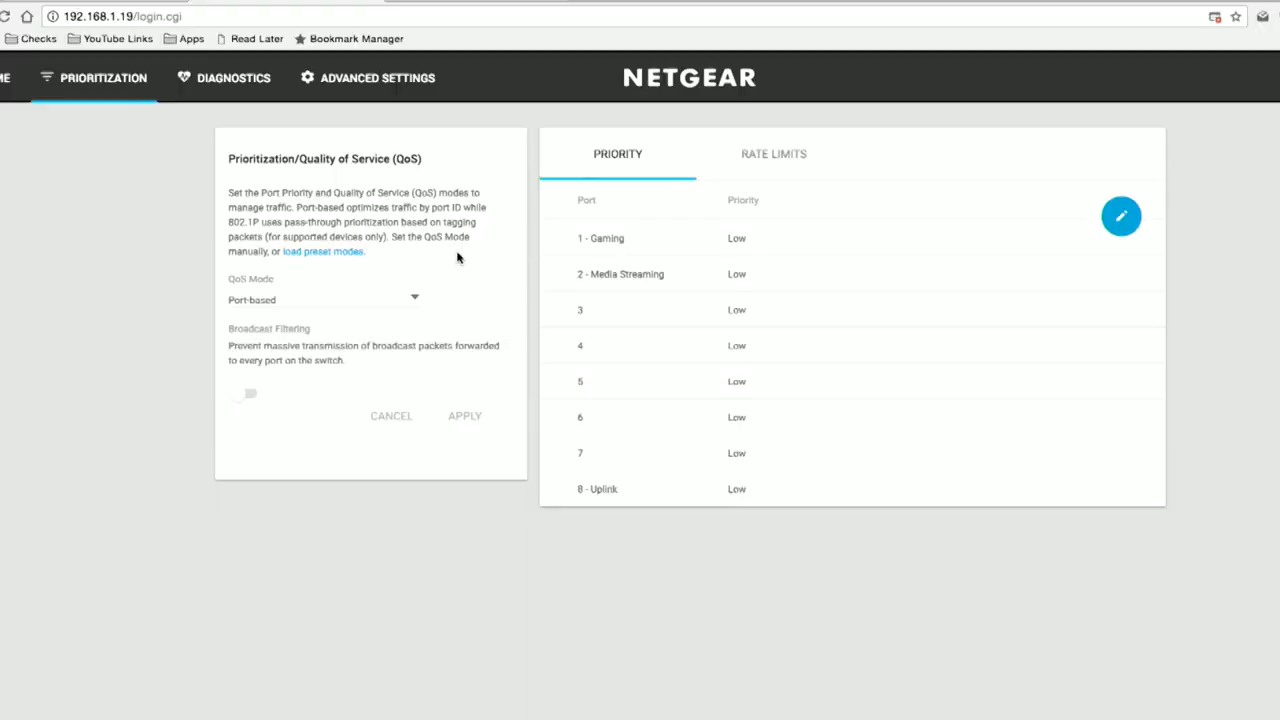 192.168.1.19/login.cgi
Checks YouTube Links Apps Read Later Bookmark Manager
ME PRIORITIZATION DIAGNOSTICS ADVANCED SETTINGS NETGEAR
Prioritization/Quality of Service (QoS)
Set the Port Priority and Quality of Service (QoS) modes to
manage traffic. Port-based optimizes traffic by port ID while
802.1P uses pass-through prioritization based on tagging
packets (for supported devices only). Set the QoS Mode
manually, or load preset modes.
QoS Mode
Port-based
Broadcast Filtering
Prevent massive transmission of broadcast packets forwarded
to every port on the switch.
CANCEL APPLY
PRIORITY RATE LIMITS
Port Priority
1 - Gaming Low
2 - Media Streaming Low
3 Low
4 Low
5 Low
6 Low
7 Low
8 - Uplink Low